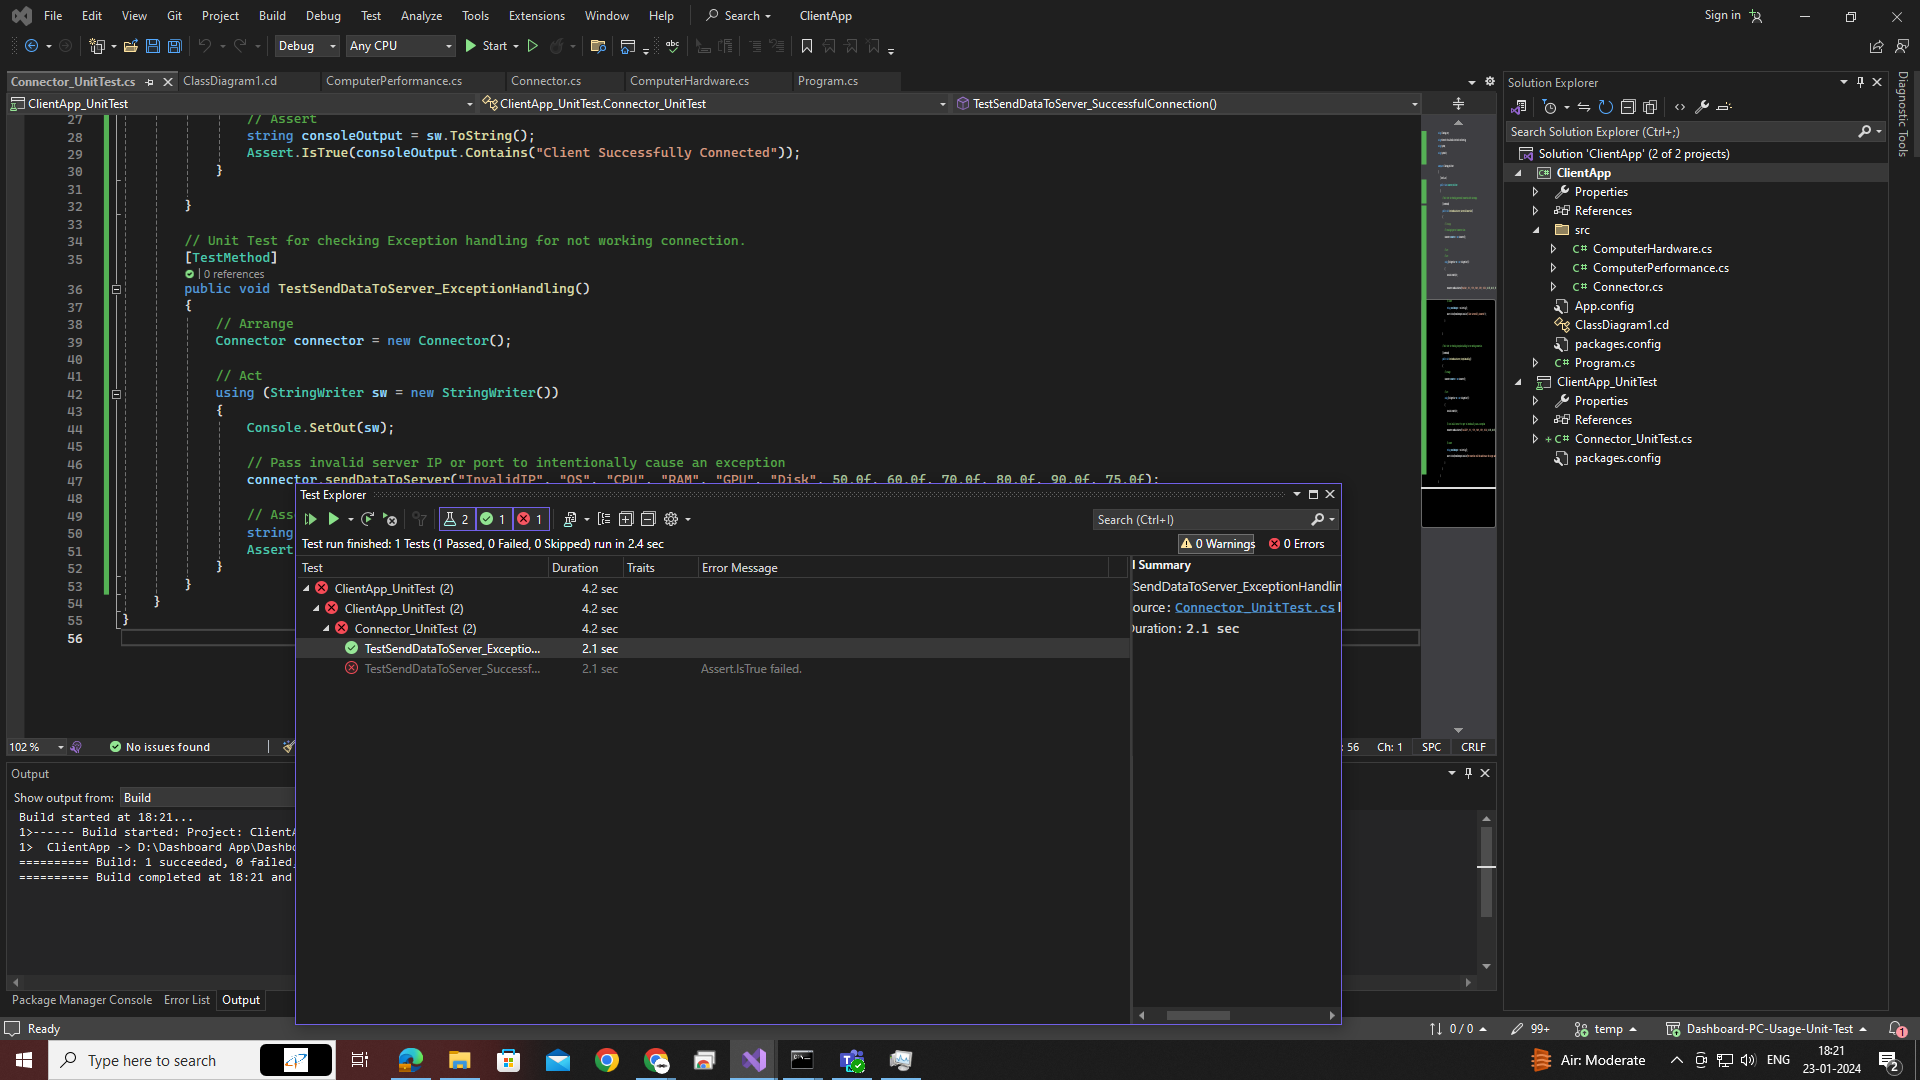 File Edit View Git Project Build Debug Test Analyze Tools Extensions Window Help Search ClientApp Sign in
Debug Any CPU Start
Connector_UnitTest.cs ClassDiagram1.cd ComputerPerformance.cs Connector.cs ComputerHardware.cs Program.cs
ClientApp_UnitTest ClientApp_UnitTest.Connector_UnitTest TestSendDataToServer_SuccessfulConnection()
27 // Assert
28 string consoleOutput = sw.ToString();
29 Assert.IsTrue(consoleOutput.Contains("Client Successfully Connected"));
30 }
31
32 }
33
34 // Unit Test for checking Exception handling for not working connection.
35 [TestMethod]
| 0 references
36 public void TestSendDataToServer_ExceptionHandling()
37 {
38 // Arrange
39 Connector connector = new Connector();
40
41 // Act
42 using (StringWriter sw = new StringWriter())
43 {
44 Console.SetOut(sw);
45
46 // Pass invalid server IP or port to intentionally cause an exception
47 connector.sendDataToServer("InvalidIP", "OS", "CPU", "RAM", "GPU", "Disk", 50.0f, 60.0f, 70.0f, 80.0f, 90.0f, 75.0f);
48
49 // Ass
50 string
51 Assert
52 }
53 }
54 }
55 }
56
102 % No issues found : 56 Ch: 1 SPC CRLF
Test Explorer
2 1 1 Search (Ctrl+I)
Test run finished: 1 Tests (1 Passed, 0 Failed, 0 Skipped) run in 2.4 sec 0 Warnings 0 Errors
Test Duration Traits Error Message
ClientApp_UnitTest (2) 4.2 sec
ClientApp_UnitTest (2) 4.2 sec
Connector_UnitTest (2) 4.2 sec
TestSendDataToServer_Exceptio... 2.1 sec
TestSendDataToServer_Successf... 2.1 sec Assert.IsTrue failed.
l Summary
SendDataToServer_ExceptionHandlin
ource: Connector_UnitTest.cs l
uration: 2.1 sec
Output
Show output from: Build
Build started at 18:21...
1>------ Build started: Project: ClientA
1> ClientApp -> D:\Dashboard App\Dashbo
========== Build: 1 succeeded, 0 failed,
========== Build completed at 18:21 and
Package Manager Console Error List Output
Solution Explorer
Search Solution Explorer (Ctrl+;)
Solution 'ClientApp' (2 of 2 projects)
ClientApp
Properties
References
src
C# ComputerHardware.cs
C# ComputerPerformance.cs
C# Connector.cs
App.config
ClassDiagram1.cd
packages.config
C# Program.cs
ClientApp_UnitTest
Properties
References
+ C# Connector_UnitTest.cs
packages.config
Diagnostic Tools
Ready 0 / 0 99+ temp Dashboard-PC-Usage-Unit-Test 1
Type here to search Air: Moderate ENG 18:21
23-01-2024 2